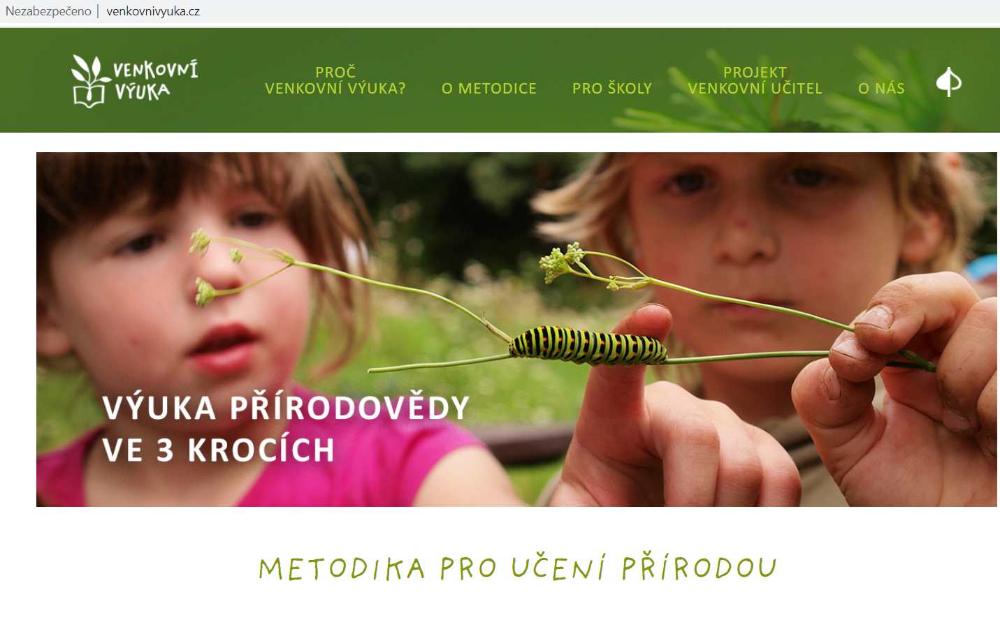 Nezabezpečeno | venkovnivyuka.cz
VENKOVNÍ
VÝUKA
PROČ
VENKOVNÍ VÝUKA?
O METODICE
PRO ŠKOLY
PROJEKT
VENKOVNÍ UČITEL
O NÁS
VÝUKA PŘÍRODOVĚDY
VE 3 KROCÍCH
METODIKA PRO UČENÍ PŘÍRODOU